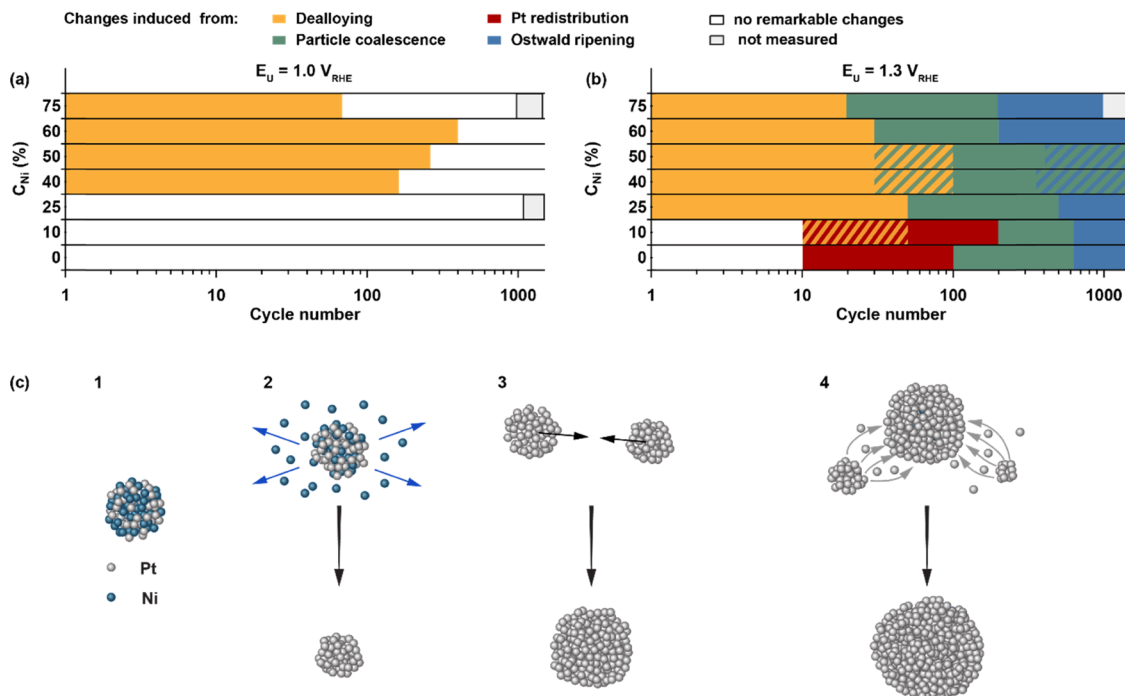 Changes induced from: Dealloying Pt redistribution no remarkable changes
Particle coalescence Ostwald ripening not measured
(a) E_U = 1.0 V_RHE (b) E_U = 1.3 V_RHE
75 75
60 60
50 50
40 40
25 25
10 10
0 0
C_Ni (%) C_Ni (%)
1 10 100 1000 1 10 100 1000
Cycle number Cycle number
(c) 1 2 3 4
Pt
Ni